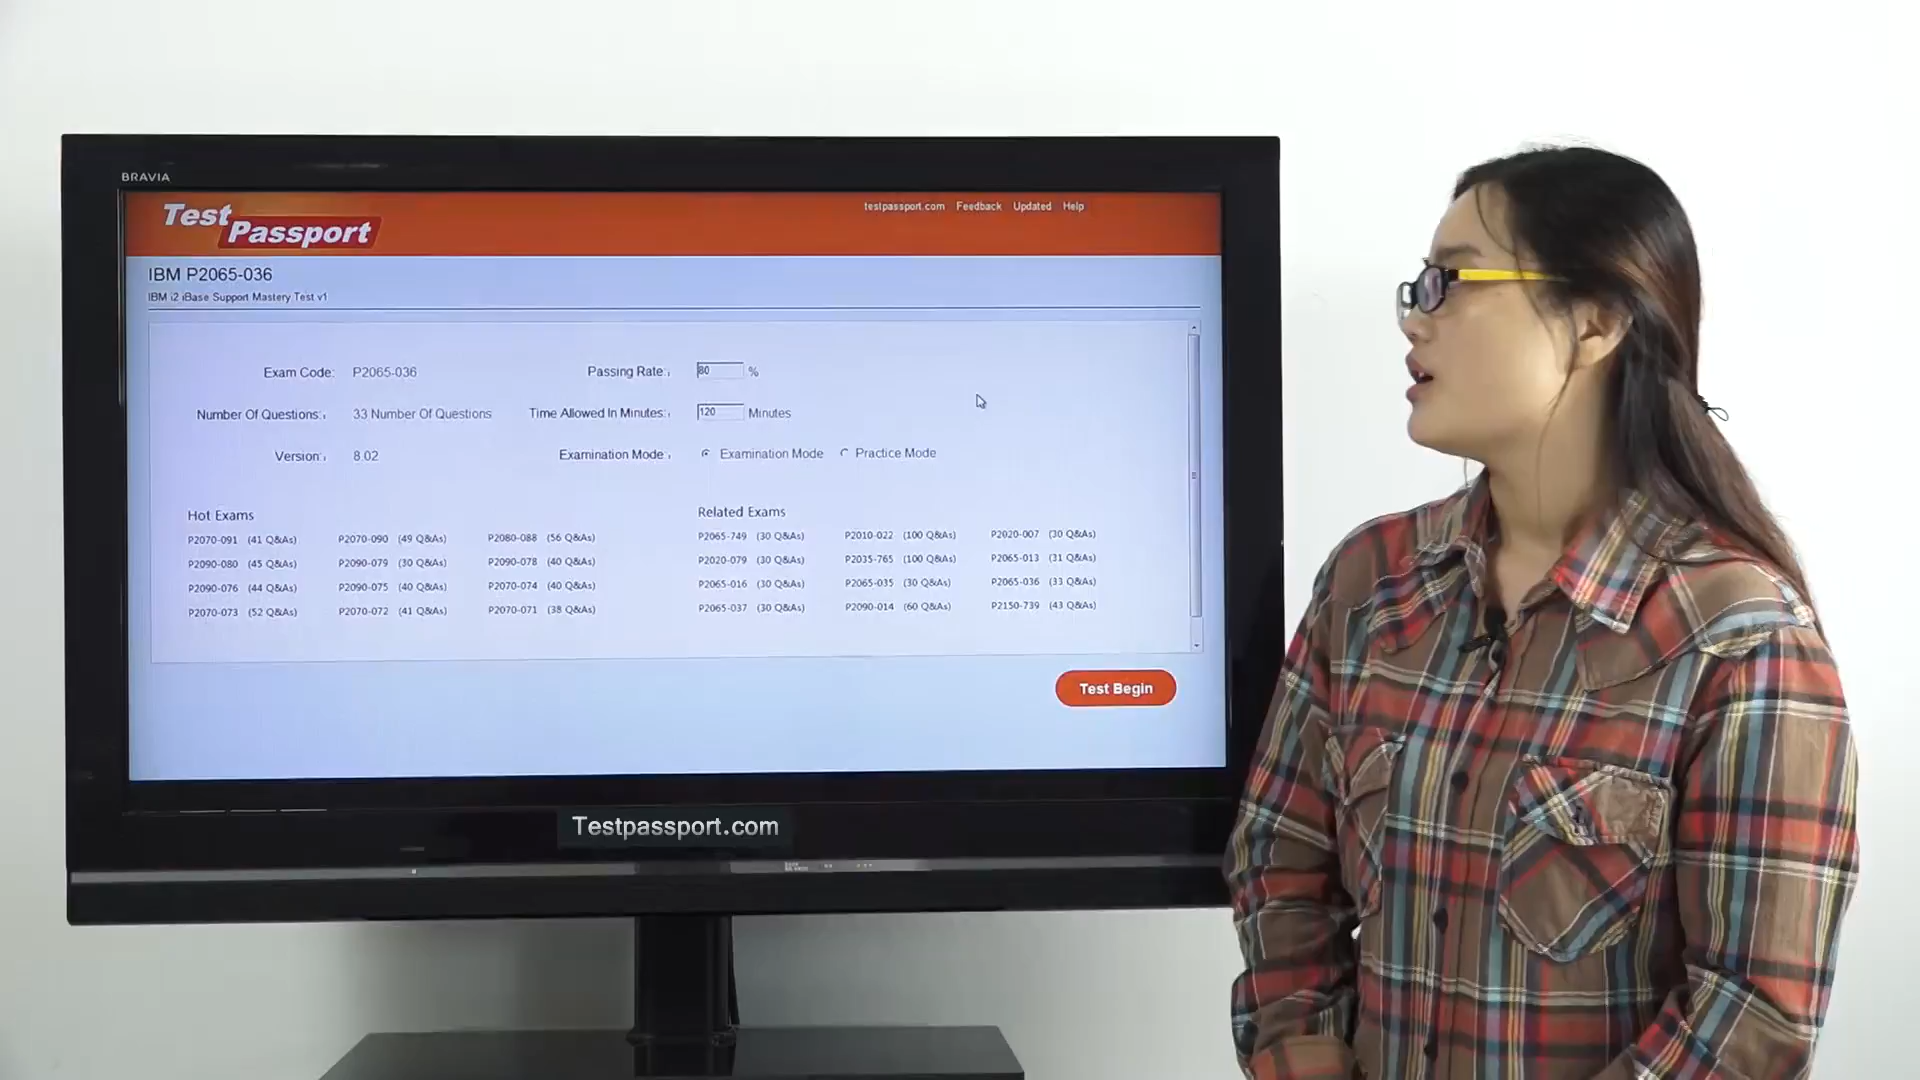 BRAVIA
Test
Passport
testpassport.com Feedback Updated Help
IBM P2065-036
IBM i2 iBase Support Mastery Test v1
Exam Code: P2065-036 Passing Rate: 80 %
Number Of Questions: 33 Number Of Questions Time Allowed In Minutes: 120 Minutes
Version: 8.02 Examination Mode: Examination Mode Practice Mode
Hot Exams
P2070-091 (41 Q&As) P2070-090 (49 Q&As) P2080-088 (56 Q&As)
P2090-080 (45 Q&As) P2090-079 (30 Q&As) P2090-078 (40 Q&As)
P2090-076 (44 Q&As) P2090-075 (40 Q&As) P2070-074 (40 Q&As)
P2070-073 (52 Q&As) P2070-072 (41 Q&As) P2070-071 (38 Q&As)
Related Exams
P2065-749 (30 Q&As) P2010-022 (100 Q&As) P2020-007 (30 Q&As)
P2020-079 (30 Q&As) P2035-765 (100 Q&As) P2065-013 (31 Q&As)
P2065-016 (30 Q&As) P2065-035 (30 Q&As) P2065-036 (33 Q&As)
P2065-037 (30 Q&As) P2090-014 (60 Q&As) P2150-739 (43 Q&As)
Test Begin
Testpassport.com